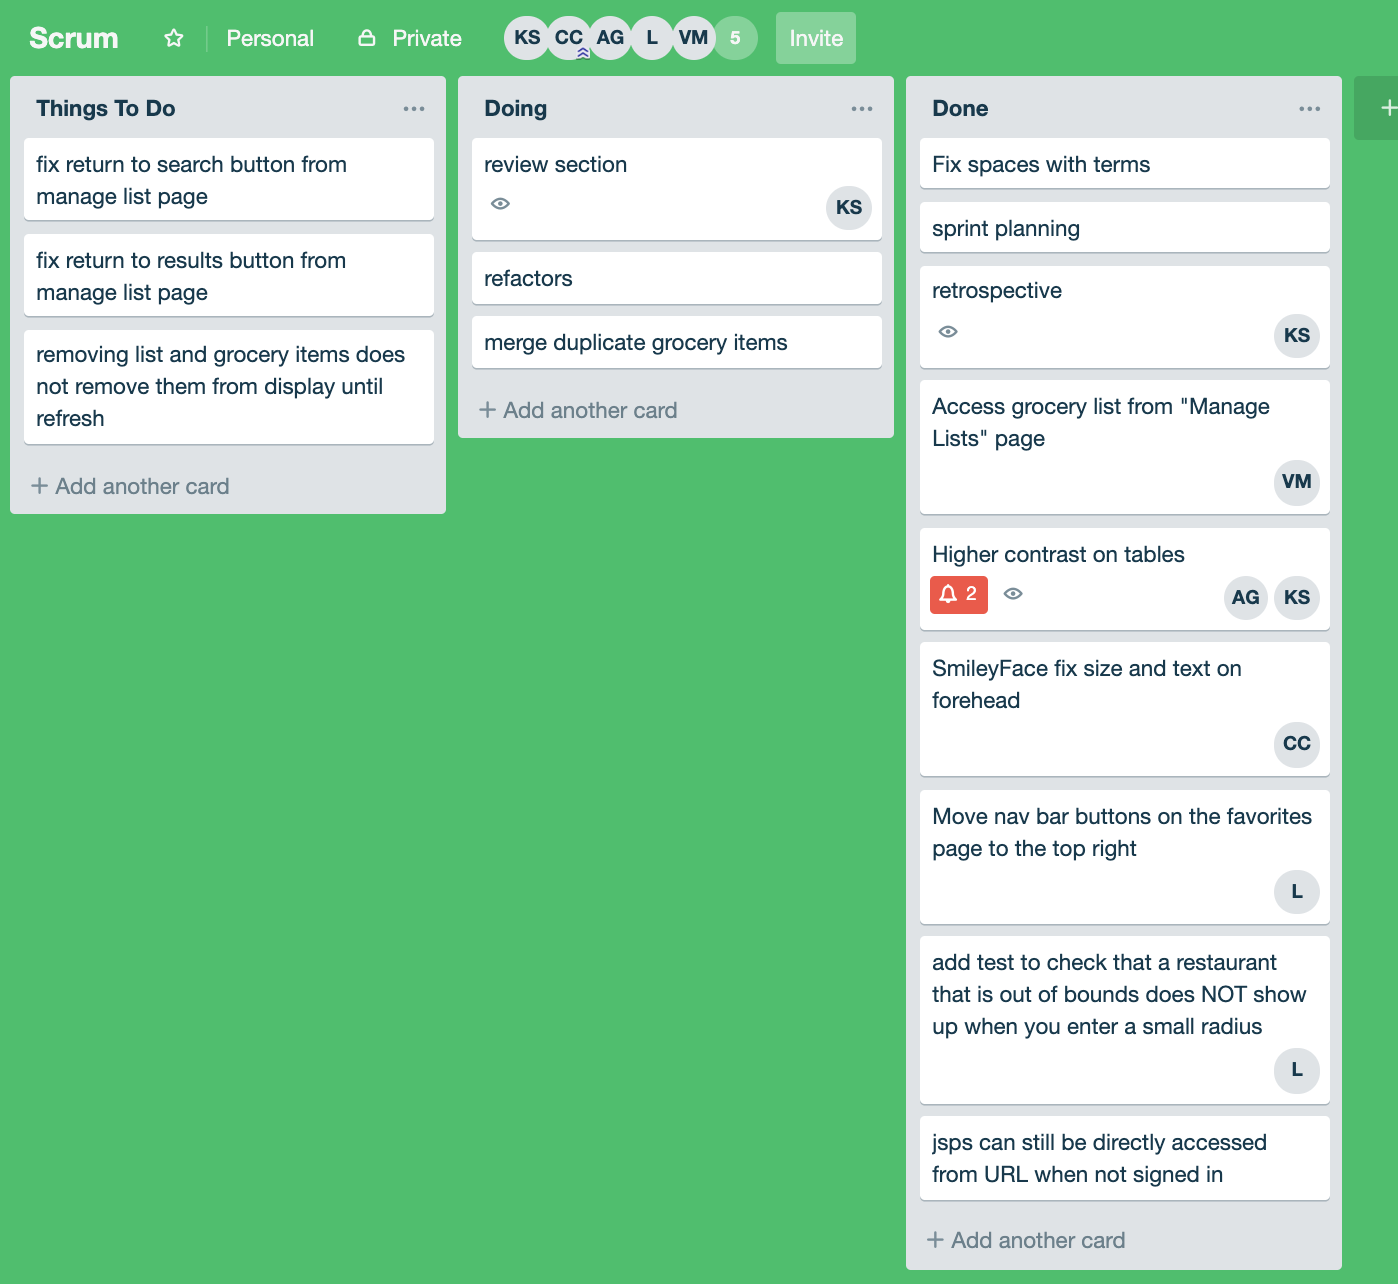 Scrum
Personal
Private
KS CC AG L VM 5
Invite
Things To Do
fix return to search button from
manage list page
fix return to results button from
manage list page
removing list and grocery items does
not remove them from display until
refresh
+ Add another card
Doing
review section
KS
refactors
merge duplicate grocery items
+ Add another card
Done
Fix spaces with terms
sprint planning
retrospective
KS
Access grocery list from "Manage
Lists" page
VM
Higher contrast on tables
2
AG KS
SmileyFace fix size and text on
forehead
CC
Move nav bar buttons on the favorites
page to the top right
L
add test to check that a restaurant
that is out of bounds does NOT show
up when you enter a small radius
L
jsps can still be directly accessed
from URL when not signed in
+ Add another card
+